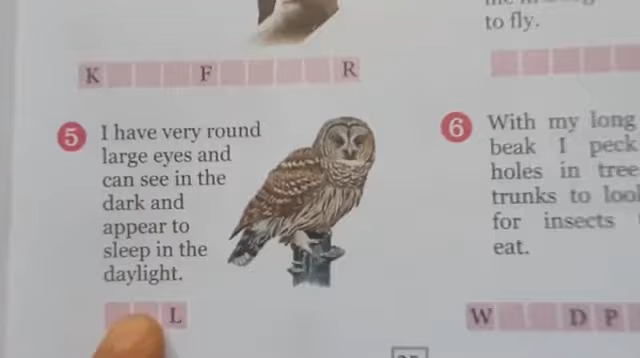 to fly.
K F R
5 I have very round
large eyes and
can see in the
dark and
appear to
sleep in the
daylight.
L
6 With my long
beak I peck
holes in tree
trunks to
for insects
eat.
W D P